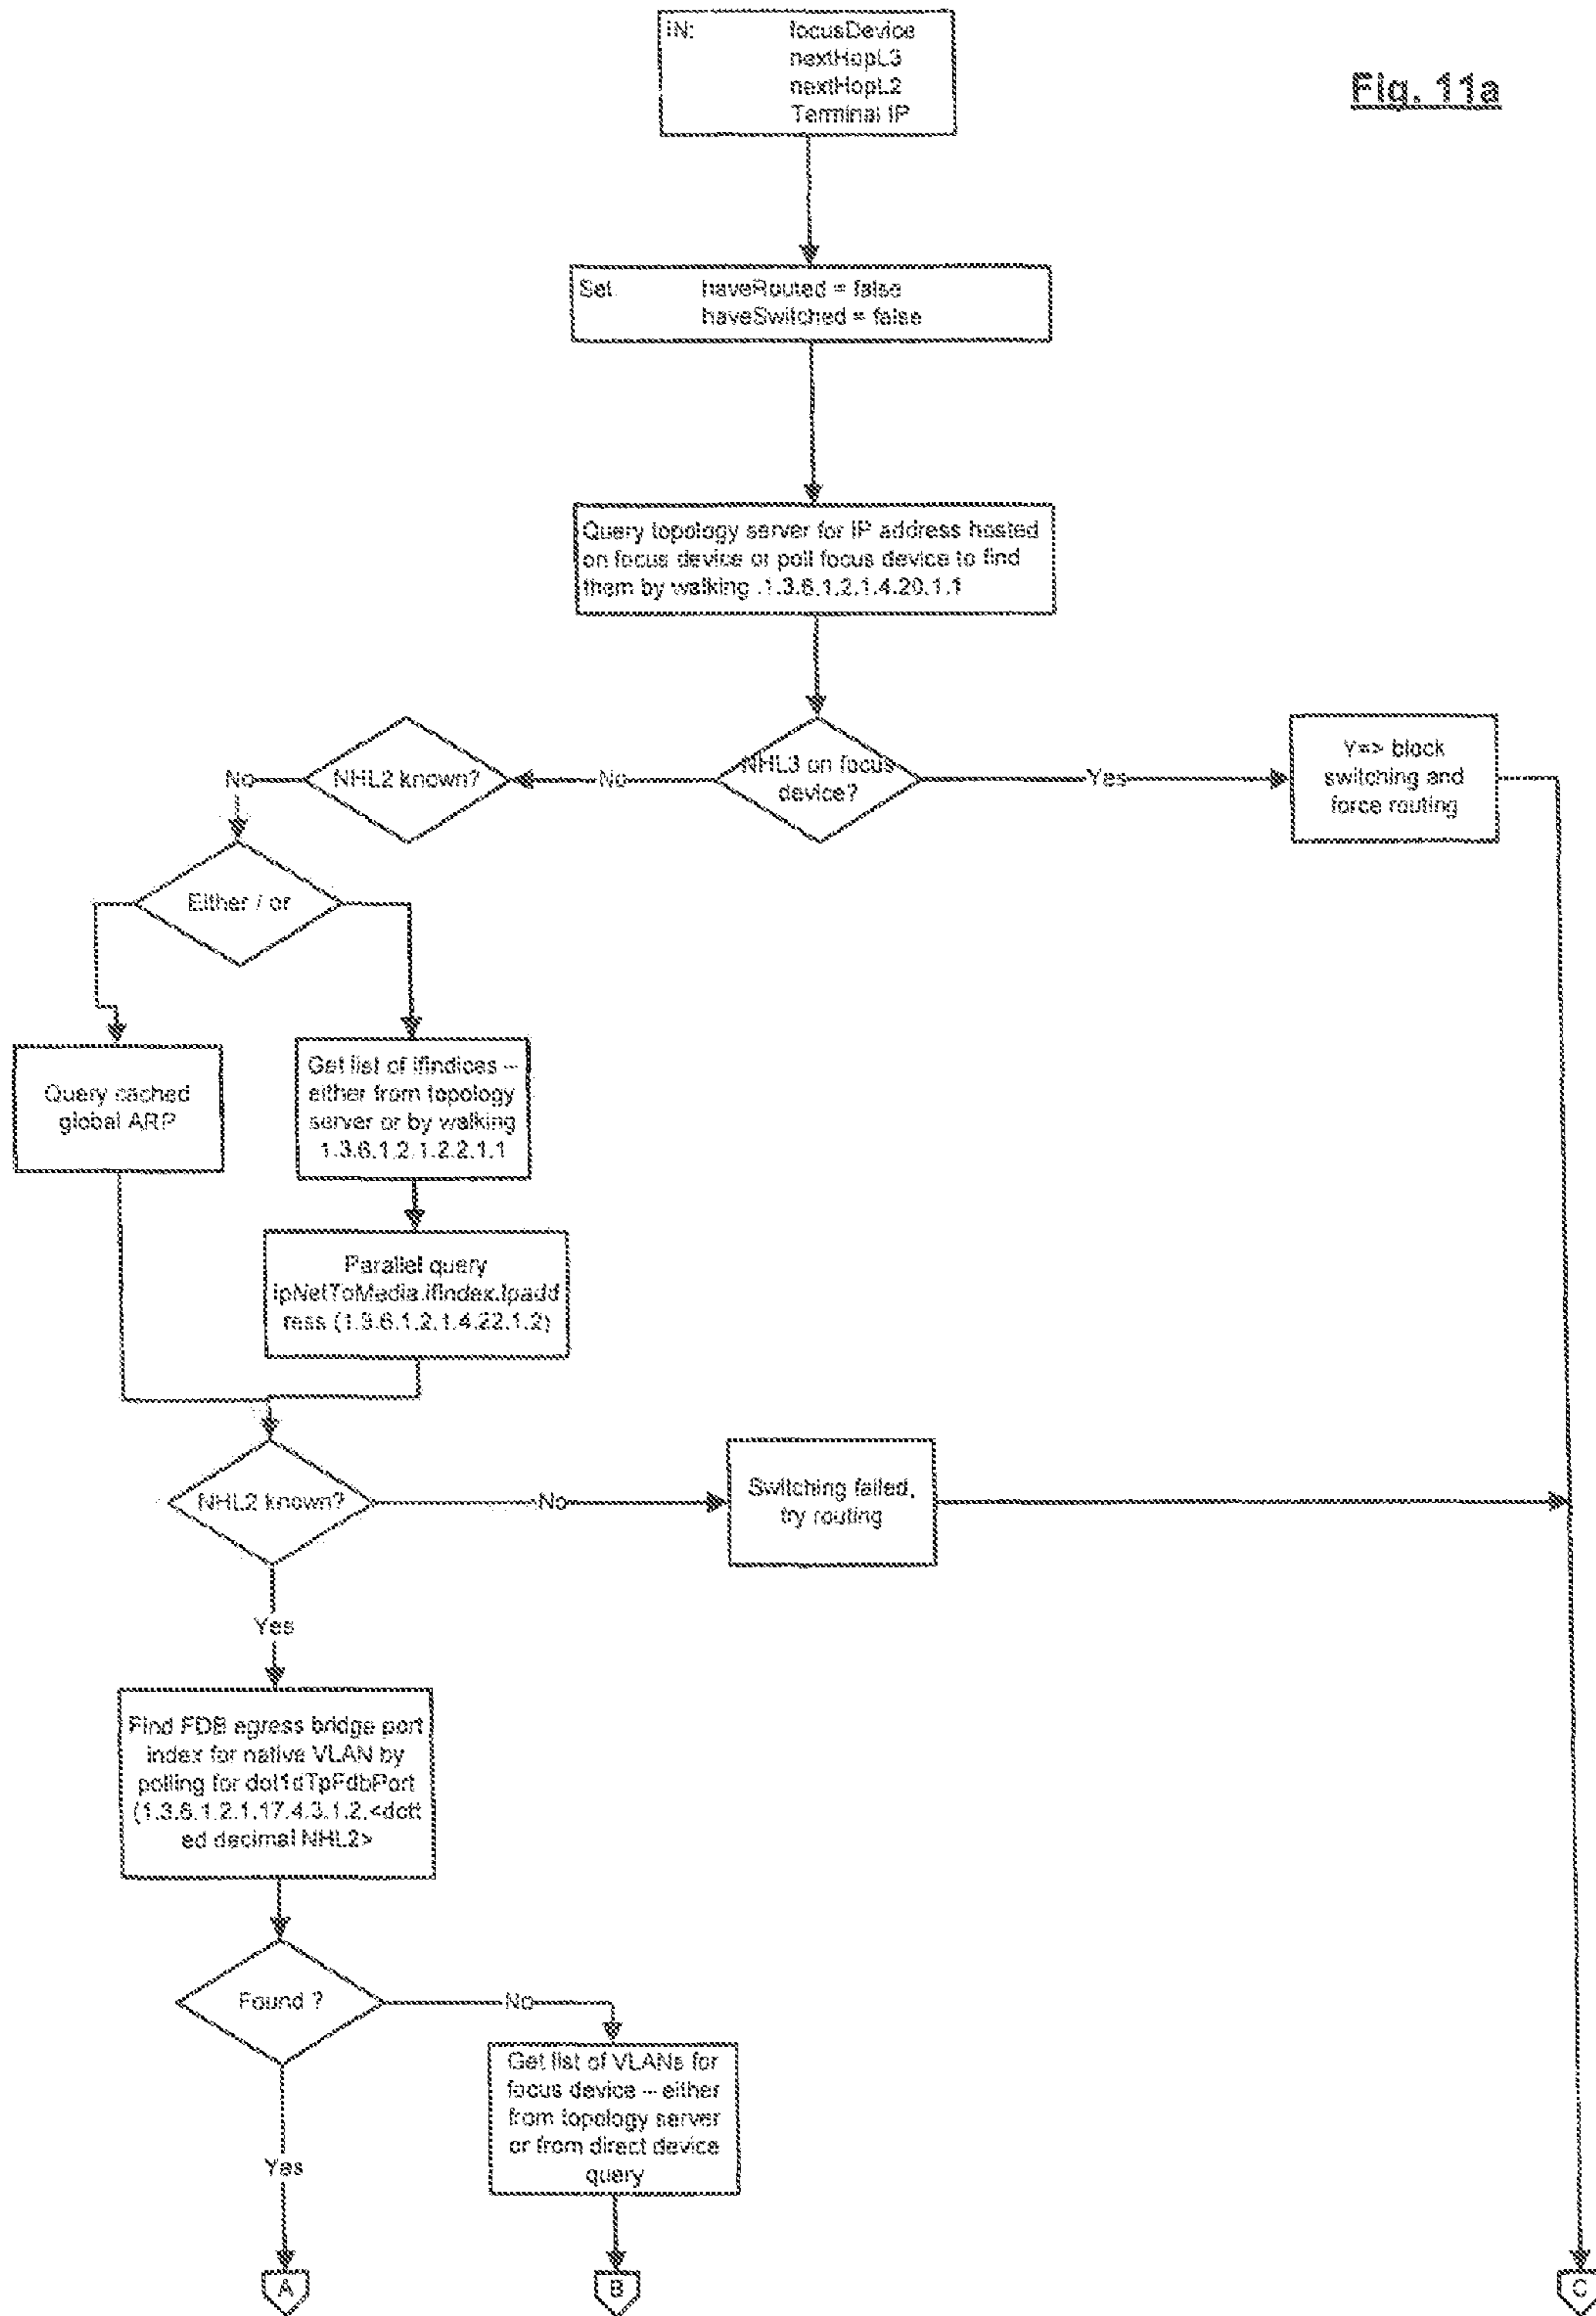 Fig. 11a
IN: focusDevice
nextHopL3
nextHopL2
Terminal IP
Set: haveRouted = false
haveSwitched = false
Query topology server for IP address hosted
on focus device or poll focus device to find
them by walking .1.3.6.1.2.1.4.20.1.1
No
NHL2 known?
No
NHL3 on focus
device?
Yes
Y=> block
switching and
force routing
Either / or
Query cached
global ARP
Get list of ifindices --
either from topology
server or by walking
1.3.6.1.2.1.2.2.1.1
Parallel query
ipNetToMedia.ifIndex.ipadd
ress (1.3.6.1.2.1.4.22.1.2)
NHL2 known?
No
Switching failed,
try routing
Yes
Find FDB egress bridge port
index for native VLAN by
polling for dot1dTpFdbPort
(1.3.6.1.2.1.17.4.3.1.2.<dott
ed decimal NHL2>
Found ?
No
Get list of VLANs for
focus device -- either
from topology server
or from direct device
query
Yes
A
B
C